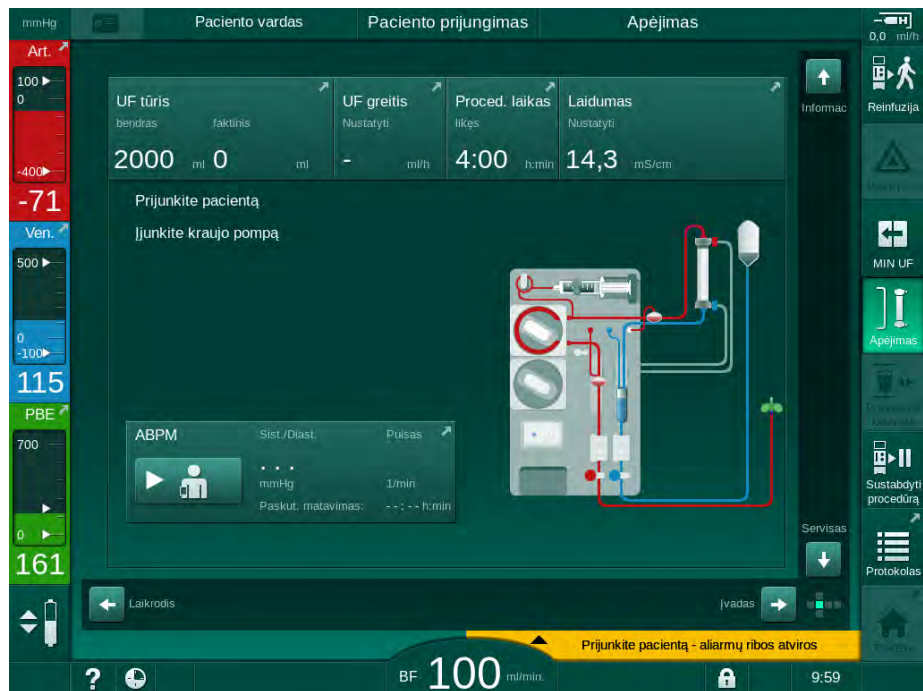 mmHg
Paciento vardas
Paciento prijungimas
Apėjimas
0,0 ml/h
Art.
100
0
-400
-71
Ven.
500
0
-100
115
PBE
700
0
161
UF tūris
bendras faktinis
2000 ml 0 ml
UF greitis
Nustatyti
- ml/h
Proced. laikas
likęs
4:00 h:min
Laidumas
Nustatyti
14,3 mS/cm
Prijunkite pacientą
Įjunkite kraujo pompą
ABPM Sist./Diast. Pulsas
. . .
mmHg 1/min
Paskut. matavimas: --:-- h:min
Informac
Servisas
Laikrodis
Įvadas
Reinfuzija
MIN UF
Apėjimas
Sustabdyti
procedūrą
Protokolas
Prijunkite pacientą - aliarmų ribos atviros
? BF 100 ml/min. 9:59